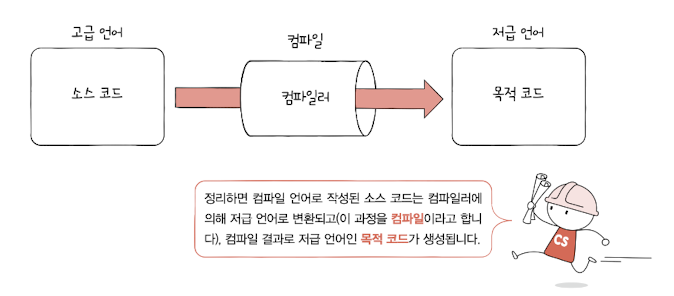 고급 언어
컴파일
저급 언어
소스 코드
컴파일러
목적 코드
정리하면 컴파일 언어로 작성된 소스 코드는 컴파일러에
의해 저급 언어로 변환되고(이 과정을 컴파일이라고 합니
다), 컴파일 결과로 저급 언어인 목적 코드가 생성됩니다.
CS